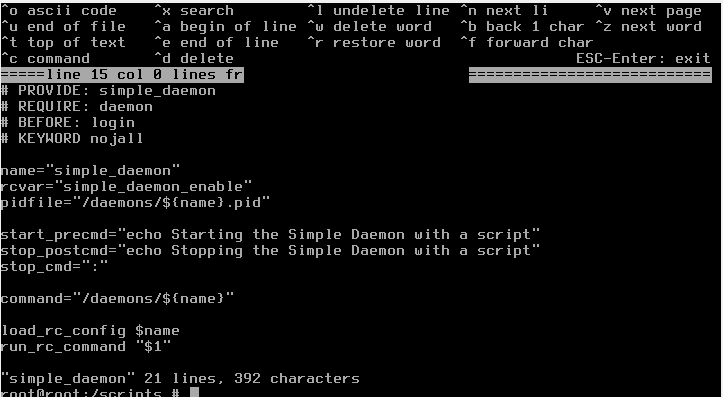 ^o ascii code ^x search ^l undelete line ^n next li ^v next page
^u end of file ^a begin of line ^w delete word ^b back 1 char ^z next word
^t top of text ^e end of line ^r restore word ^f forward char
^c command ^d delete ESC-Enter: exit
=====line 15 col 0 lines fr ===========================
# PROVIDE: simple_daemon
# REQUIRE: daemon
# BEFORE: login
# KEYWORD nojall
name="simple_daemon"
rcvar="simple_daemon_enable"
pidfile="/daemons/${name}.pid"
start_precmd="echo Starting the Simple Daemon with a script"
stop_postcmd="echo Stopping the Simple Daemon with a script"
stop_cmd=":"
command="/daemons/${name}"
load_rc_config $name
run_rc_command "$1"
"simple_daemon" 21 lines, 392 characters
root@root:/scripts #